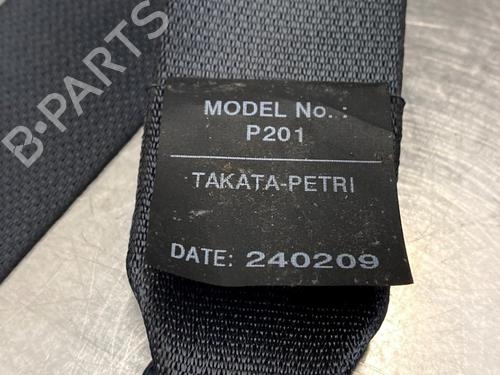 MODEL No. :
P201
TAKATA-PETRI
DATE: 240209
B-PARTS